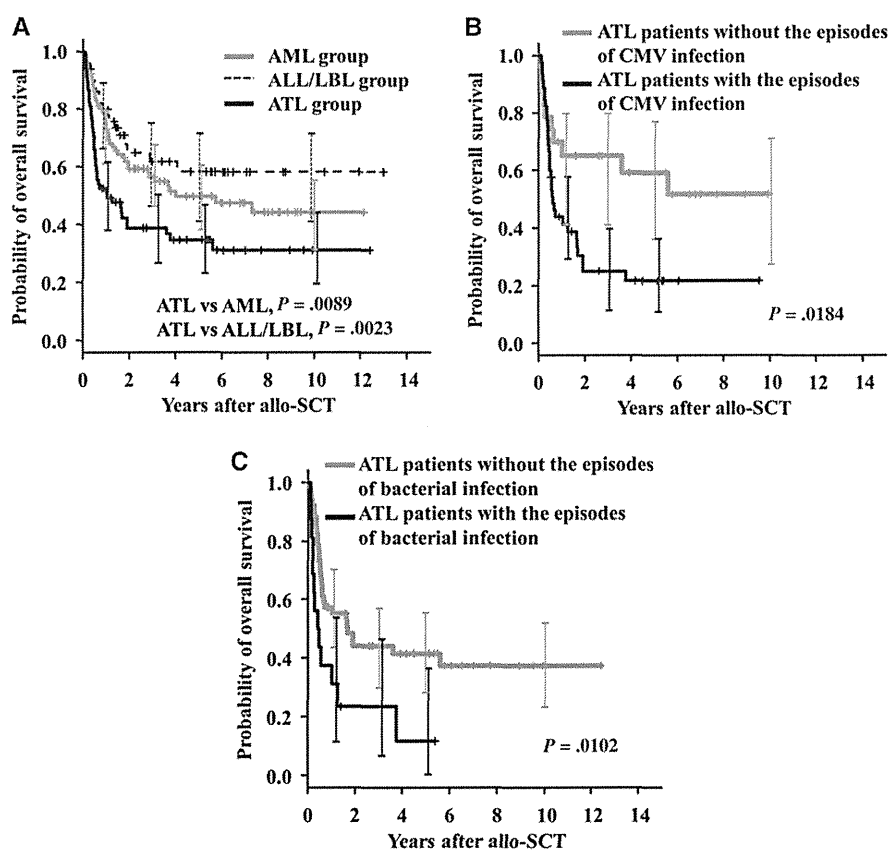 A
AML group
ALL/LBL group
ATL group
Probability of overall survival
1.0
0.8
0.6
0.4
0.2
0.0
ATL vs AML, P = .0089
ATL vs ALL/LBL, P = .0023
0 2 4 6 8 10 12 14
Years after allo-SCT
B
ATL patients without the episodes
of CMV infection
ATL patients with the episodes
of CMV infection
Probability of overall survival
1.0
0.8
0.6
0.4
0.2
0.0
P = .0184
0 2 4 6 8 10 12 14
Years after allo-SCT
C
ATL patients without the episodes
of bacterial infection
ATL patients with the episodes
of bacterial infection
Probability of overall survival
1.0
0.8
0.6
0.4
0.2
0.0
P = .0102
0 2 4 6 8 10 12 14
Years after allo-SCT